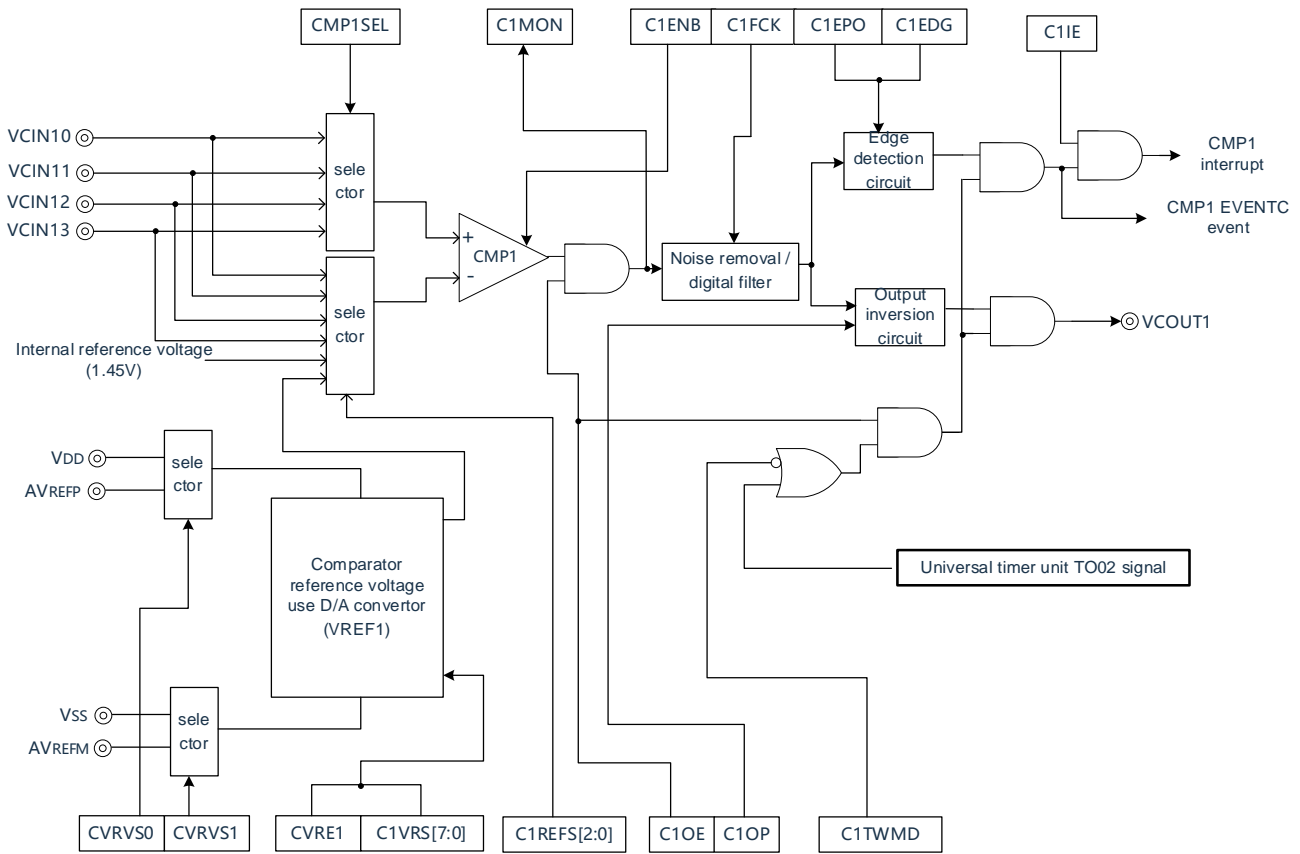 CMP1SEL
C1MON
C1ENB
C1FCK
C1EPO
C1EDG
C1IE
VCIN10
VCIN11
VCIN12
VCIN13
sele
ctor
CMP1
+
-
Noise removal /
digital filter
Edge
detection
circuit
Output
inversion
circuit
CMP1
interrupt
CMP1 EVENTC
event
VCOUT1
sele
ctor
Internal reference voltage
(1.45V)
VDD
AVREFP
sele
ctor
Comparator
reference voltage
use D/A convertor
(VREF1)
Universal timer unit TO02 signal
VSS
AVREFM
sele
ctor
CVRVS0
CVRVS1
CVRE1
C1VRS[7:0]
C1REFS[2:0]
C1OE
C1OP
C1TWMD